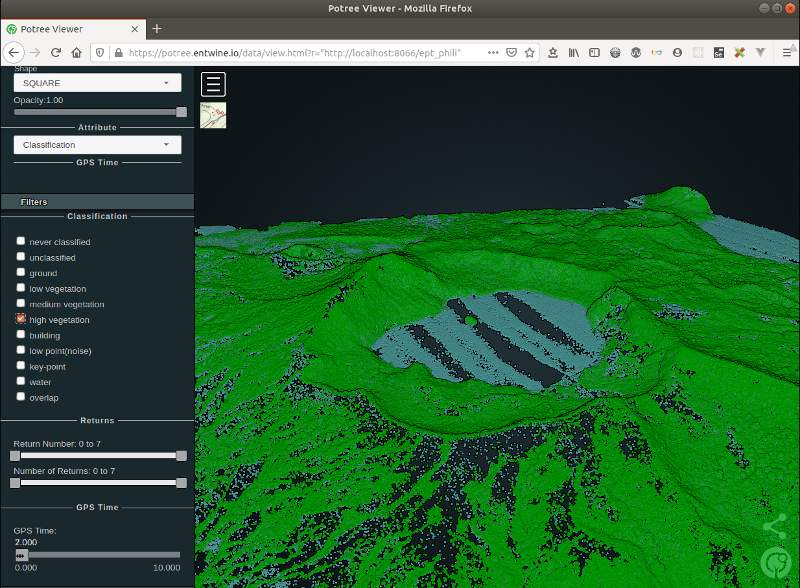 Potree Viewer - Mozilla Firefox
Potree Viewer
https://potree.entwine.io/data/view.html?r="http://localhost:8066/ept_phili"
Shape
SQUARE
Opacity:1.00
Attribute
Classification
GPS Time
Filters
Classification
never classified
unclassified
ground
low vegetation
medium vegetation
high vegetation
building
low point(noise)
key-point
water
overlap
Returns
Return Number: 0 to 7
Number of Returns: 0 to 7
GPS Time
GPS Time:
2.000
0.000 10.000